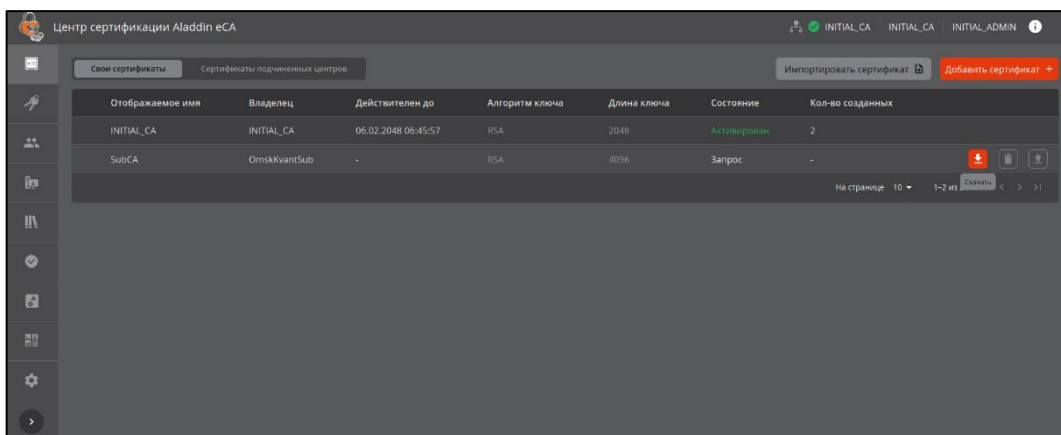 Центр сертификации Aladdin eCA INITIAL_CA INITIAL_CA INITIAL_ADMIN
Свои сертификаты Сертификаты подчиненных центров Импортировать сертификат Добавить сертификат +
Отображаемое имя Владелец Действителен до Алгоритм ключа Длина ключа Состояние Кол-во созданных
INITIAL_CA INITIAL_CA 06.02.2048 06:45:57 RSA 2048 Активирован 2
SubCA OmskKvantSub - RSA 4096 Запрос -
На странице 10 1–2 из Скачать